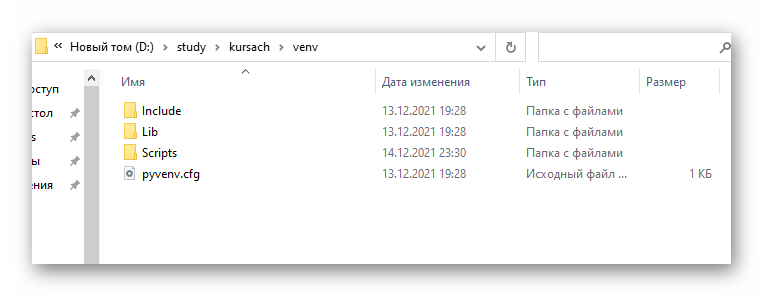 « Новый том (D:) › study › kursach › venv
Имя Дата изменения Тип Размер
оступ
стол
s
ы
ения
Include 13.12.2021 19:28 Папка с файлами
Lib 13.12.2021 19:28 Папка с файлами
Scripts 14.12.2021 23:30 Папка с файлами
pyvenv.cfg 13.12.2021 19:28 Исходный файл ... 1 КБ